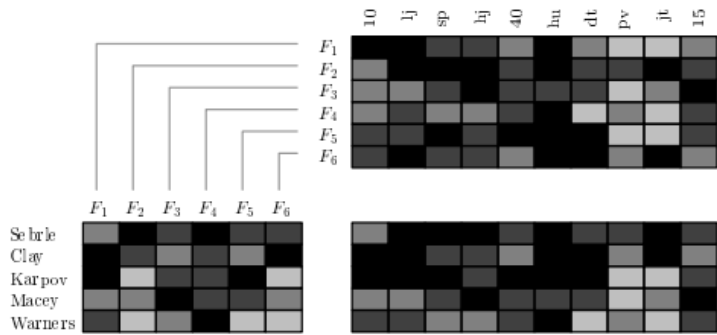 10 lj sp hj 40 hu dt pv jt 15
F1
F2
F3
F4
F5
F6
F1 F2 F3 F4 F5 F6
Sebrle
Clay
Karpov
Macey
Warners